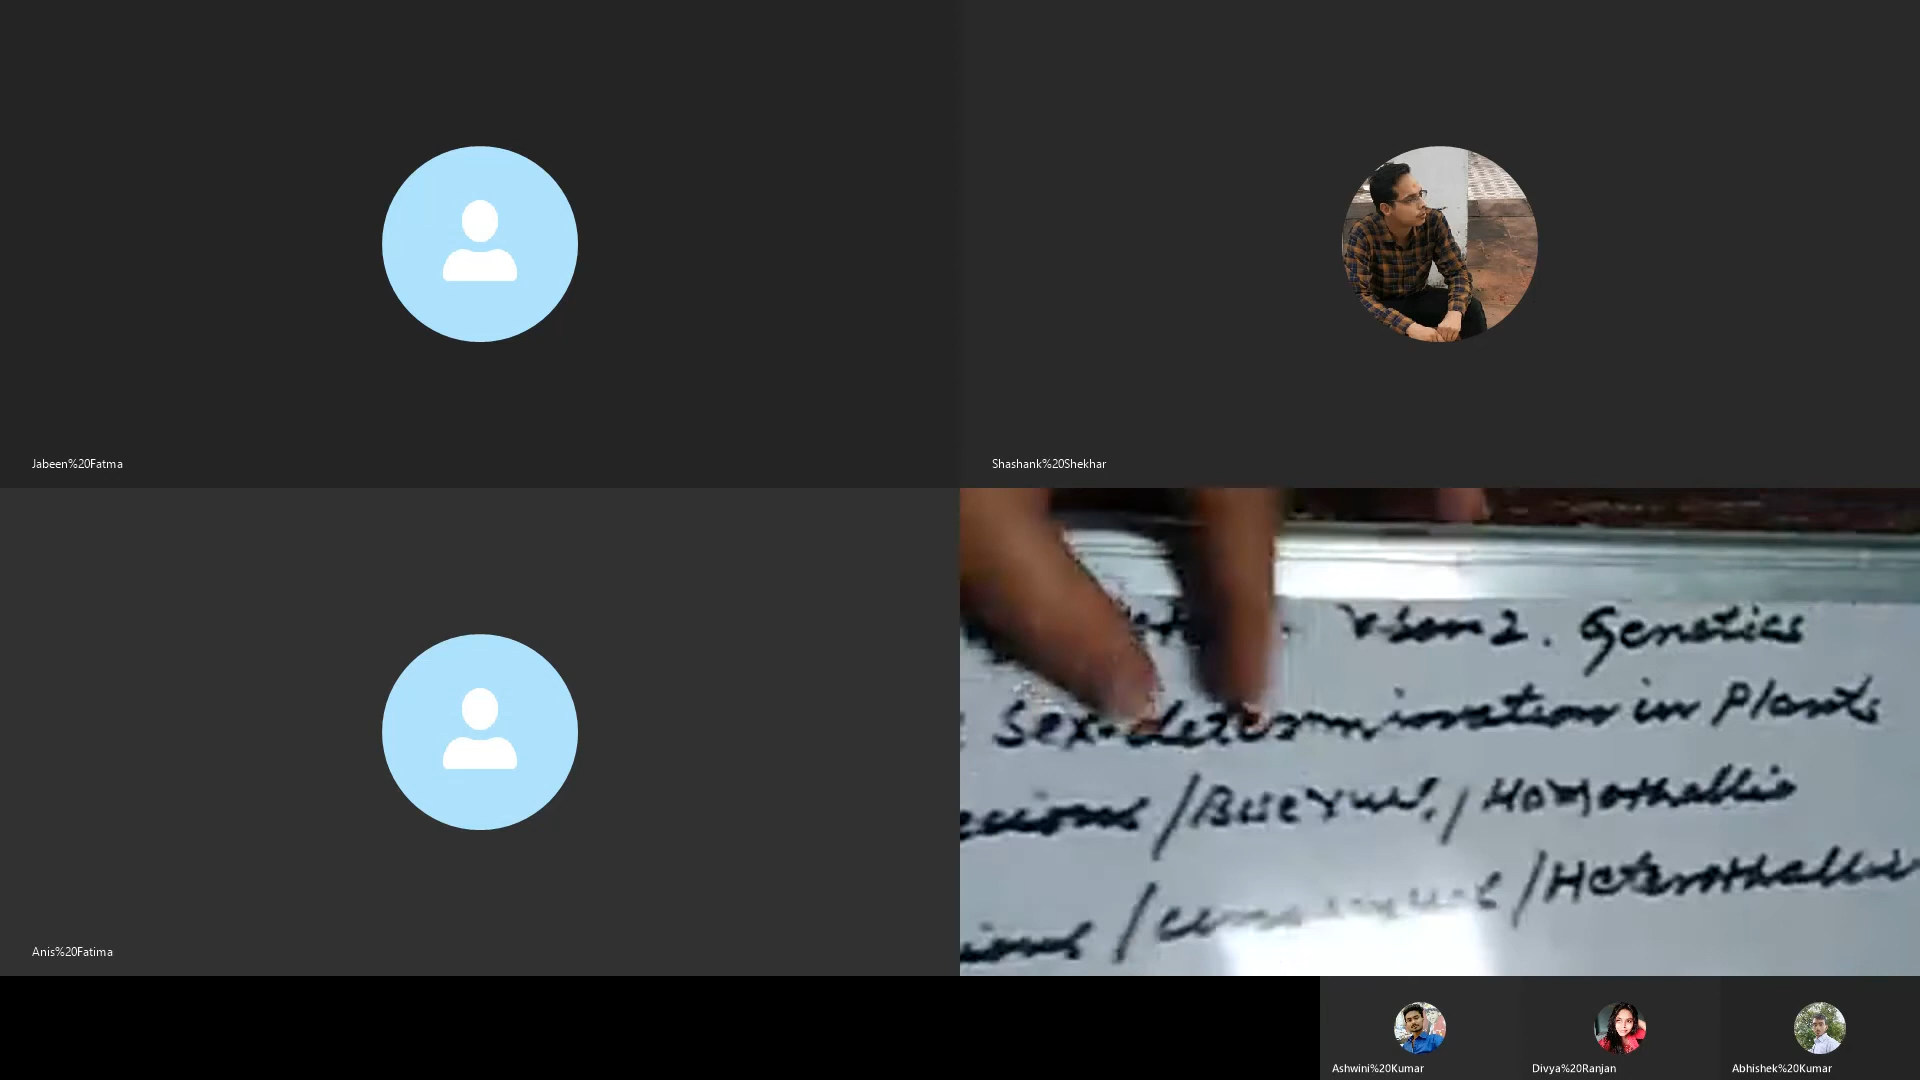 Jabeen%20Fatma
Shashank%20Shekhar
Anis%20Fatima
Genetics
Sex-determination in Plants
/ Bisexual / Homothallic
/ Heterothallic
Ashwini%20Kumar
Divya%20Ranjan
Abhishek%20Kumar